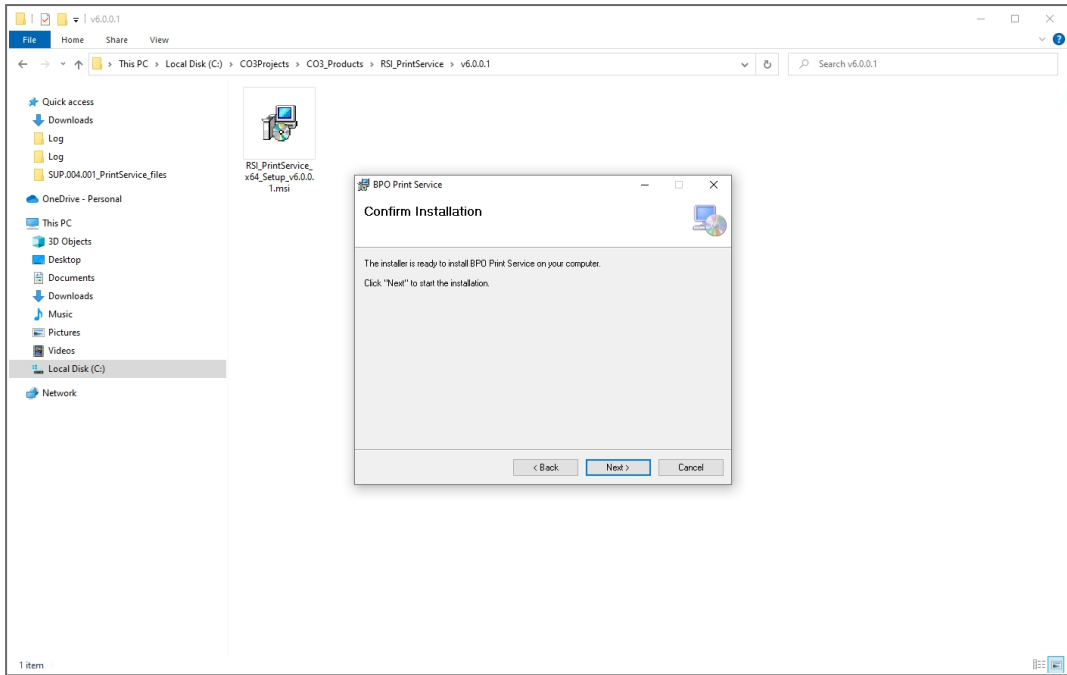 v6.0.0.1
File Home Share View
This PC > Local Disk (C:) > CO3Projects > CO3_Products > RSI_PrintService > v6.0.0.1
Search v6.0.0.1
Quick access
Downloads
Log
Log
SUP.004.001_PrintService_files
OneDrive - Personal
This PC
3D Objects
Desktop
Documents
Downloads
Music
Pictures
Videos
Local Disk (C:)
Network
RSI_PrintService_
x64_Setup_v6.0.0.
1.msi
BPO Print Service
Confirm Installation
The installer is ready to install BPO Print Service on your computer.
Click "Next" to start the installation.
< Back Next > Cancel
1 item